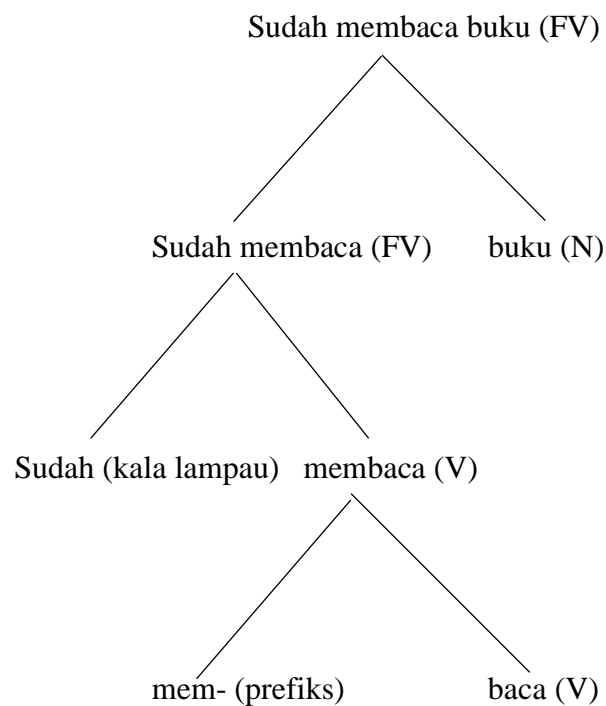 Sudah membaca buku (FV)
Sudah membaca (FV) buku (N)
Sudah (kala lampau) membaca (V)
mem- (prefiks) baca (V)